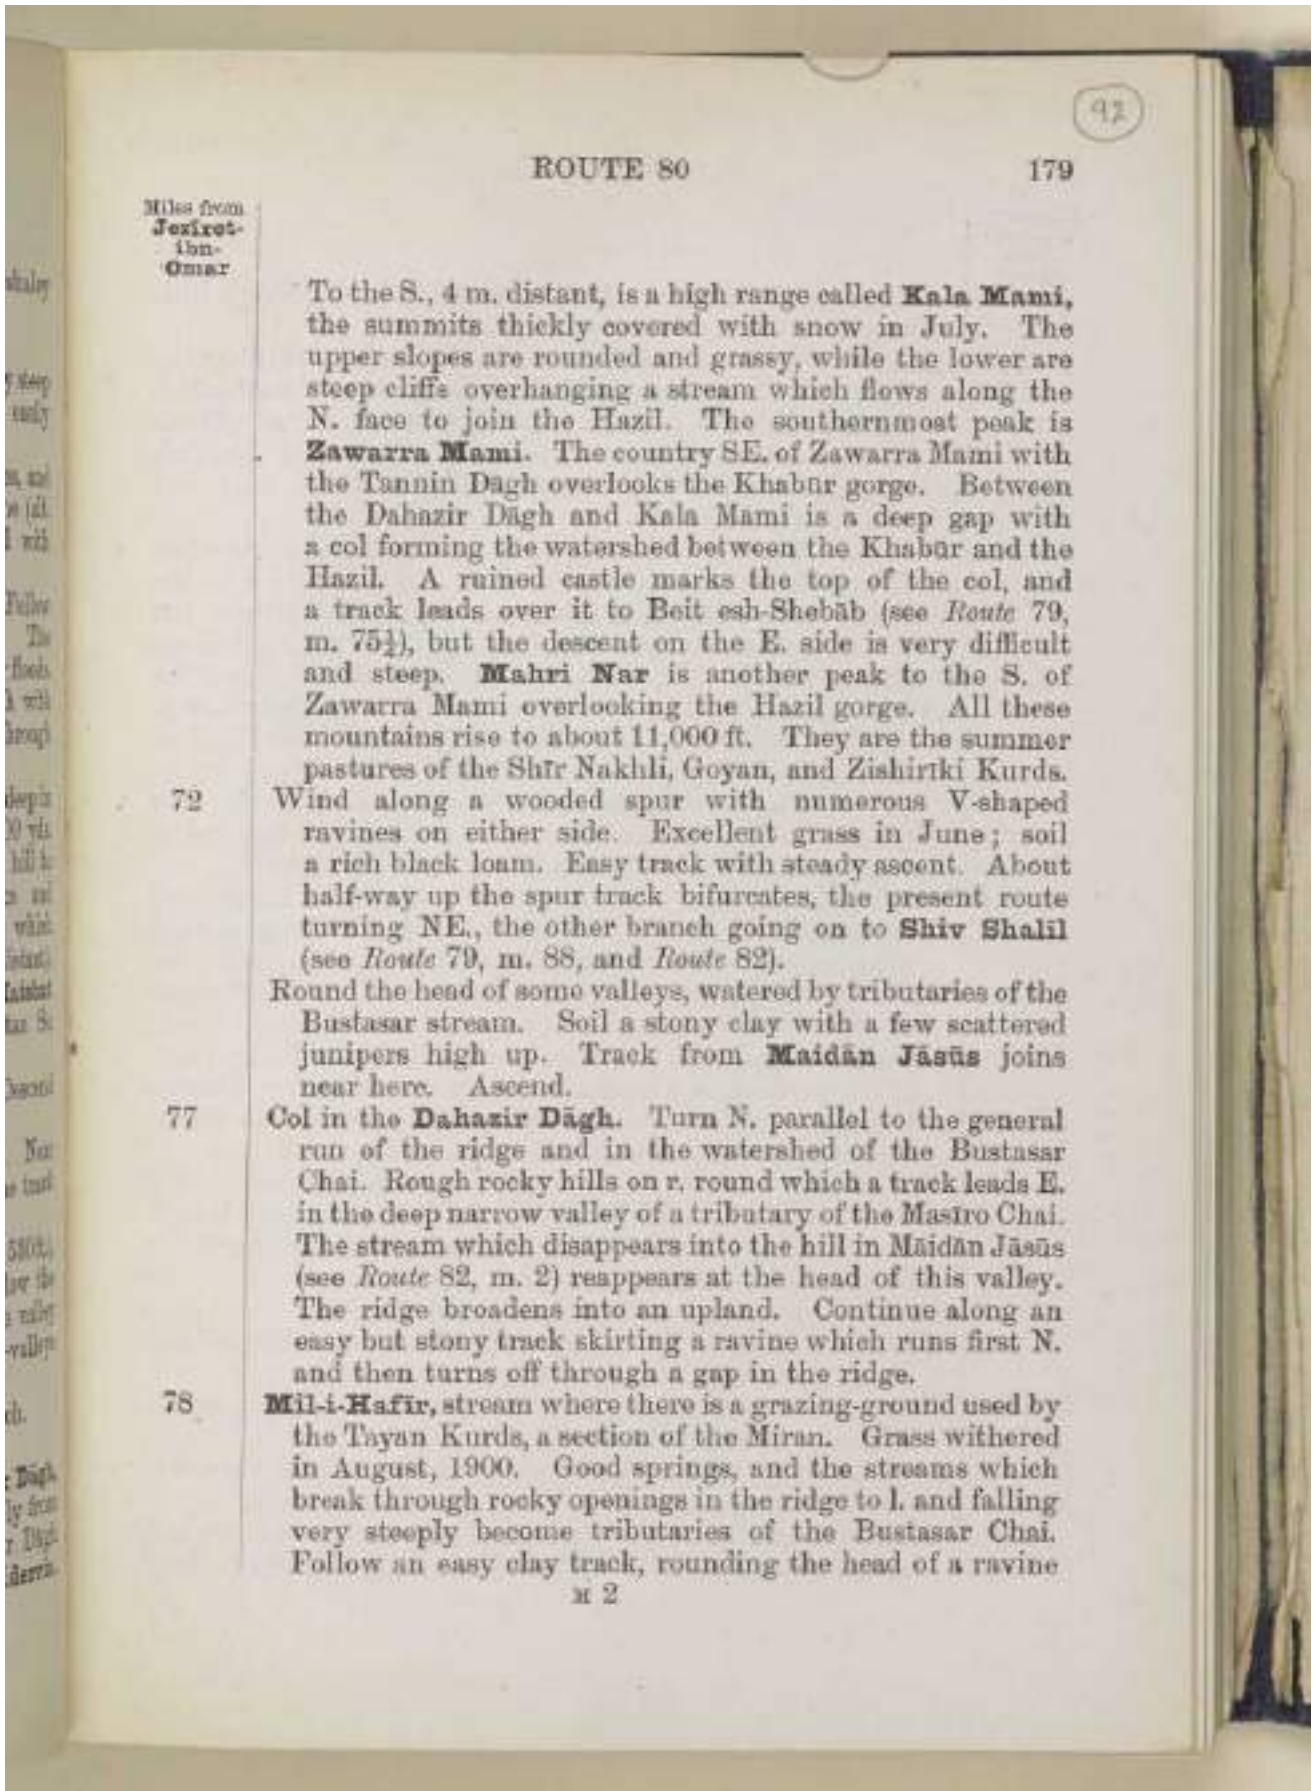 92
ROUTE 80
179
Miles from
Jezīret-
ibn-
Omar
To the S., 4 m. distant, is a high range called Kala Mami,
the summits thickly covered with snow in July. The
upper slopes are rounded and grassy, while the lower are
steep cliffs overhanging a stream which flows along the
N. face to join the Hazil. The southernmost peak is
Zawarra Mami. The country SE. of Zawarra Mami with
the Tannin Dāgh overlooks the Khabūr gorge. Between
the Dahazir Dāgh and Kala Mami is a deep gap with
a col forming the watershed between the Khabūr and the
Hazil. A ruined castle marks the top of the col, and
a track leads over it to Beit esh-Shebāb (see Route 79,
m. 75½), but the descent on the E. side is very difficult
and steep. Mahri Nar is another peak to the S. of
Zawarra Mami overlooking the Hazil gorge. All these
mountains rise to about 11,000 ft. They are the summer
pastures of the Shīr Nakhli, Goyan, and Zishirīki Kurds.
72 Wind along a wooded spur with numerous V-shaped
ravines on either side. Excellent grass in June; soil
a rich black loam. Easy track with steady ascent. About
half-way up the spur track bifurcates, the present route
turning NE., the other branch going on to Shiv Shalīl
(see Route 79, m. 88, and Route 82).
Round the head of some valleys, watered by tributaries of the
Bustasar stream. Soil a stony clay with a few scattered
junipers high up. Track from Maidān Jāsūs joins
near here. Ascend.
77 Col in the Dahazir Dāgh. Turn N. parallel to the general
run of the ridge and in the watershed of the Bustasar
Chai. Rough rocky hills on r. round which a track leads E.
in the deep narrow valley of a tributary of the Masīro Chai.
The stream which disappears into the hill in Māidān Jāsūs
(see Route 82, m. 2) reappears at the head of this valley.
The ridge broadens into an upland. Continue along an
easy but stony track skirting a ravine which runs first N.
and then turns off through a gap in the ridge.
78 Mil-i-Hafīr, stream where there is a grazing-ground used by
the Tayan Kurds, a section of the Miran. Grass withered
in August, 1900. Good springs, and the streams which
break through rocky openings in the ridge to l. and falling
very steeply become tributaries of the Bustasar Chai.
Follow an easy clay track, rounding the head of a ravine
M 2